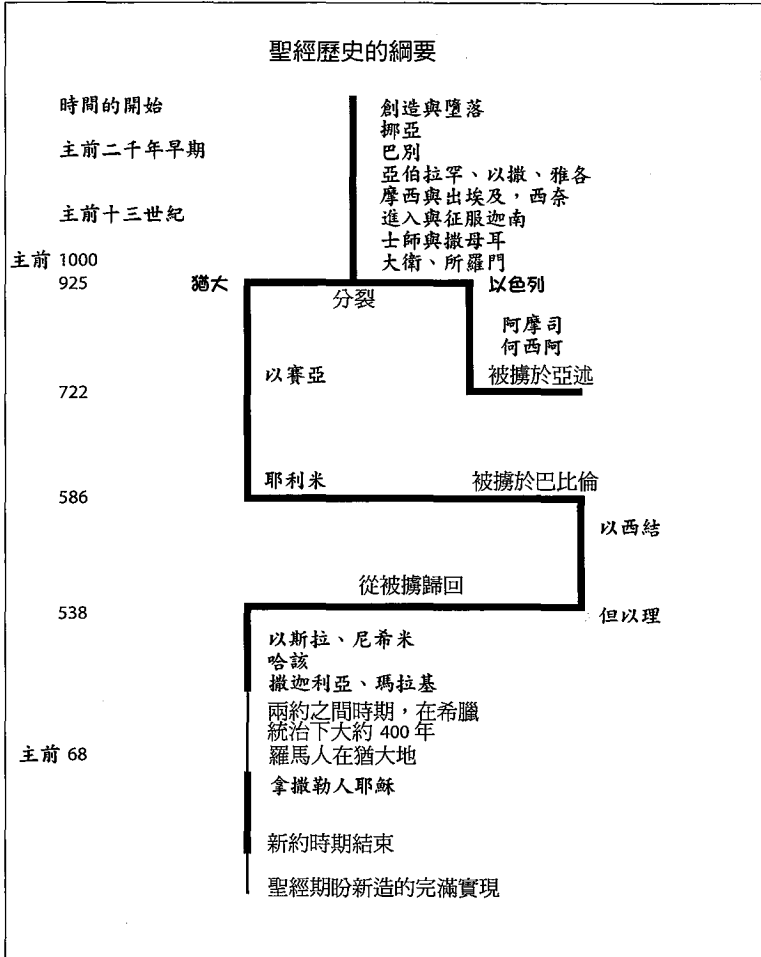 聖經歷史的綱要
時間的開始
創造與墮落
挪亞
主前二千年早期
巴別
亞伯拉罕、以撒、雅各
摩西與出埃及，西奈
主前十三世紀
進入與征服迦南
士師與撒母耳
主前 1000
大衛、所羅門
925
猶大
以色列
分裂
阿摩司
何西阿
以賽亞
被擄於亞述
722
耶利米
被擄於巴比倫
586
以西結
從被擄歸回
538
但以理
以斯拉、尼希米
哈該
撒迦利亞、瑪拉基
兩約之間時期，在希臘
統治下大約 400 年
主前 68
羅馬人在猶大地
拿撒勒人耶穌
新約時期結束
聖經期盼新造的完滿實現